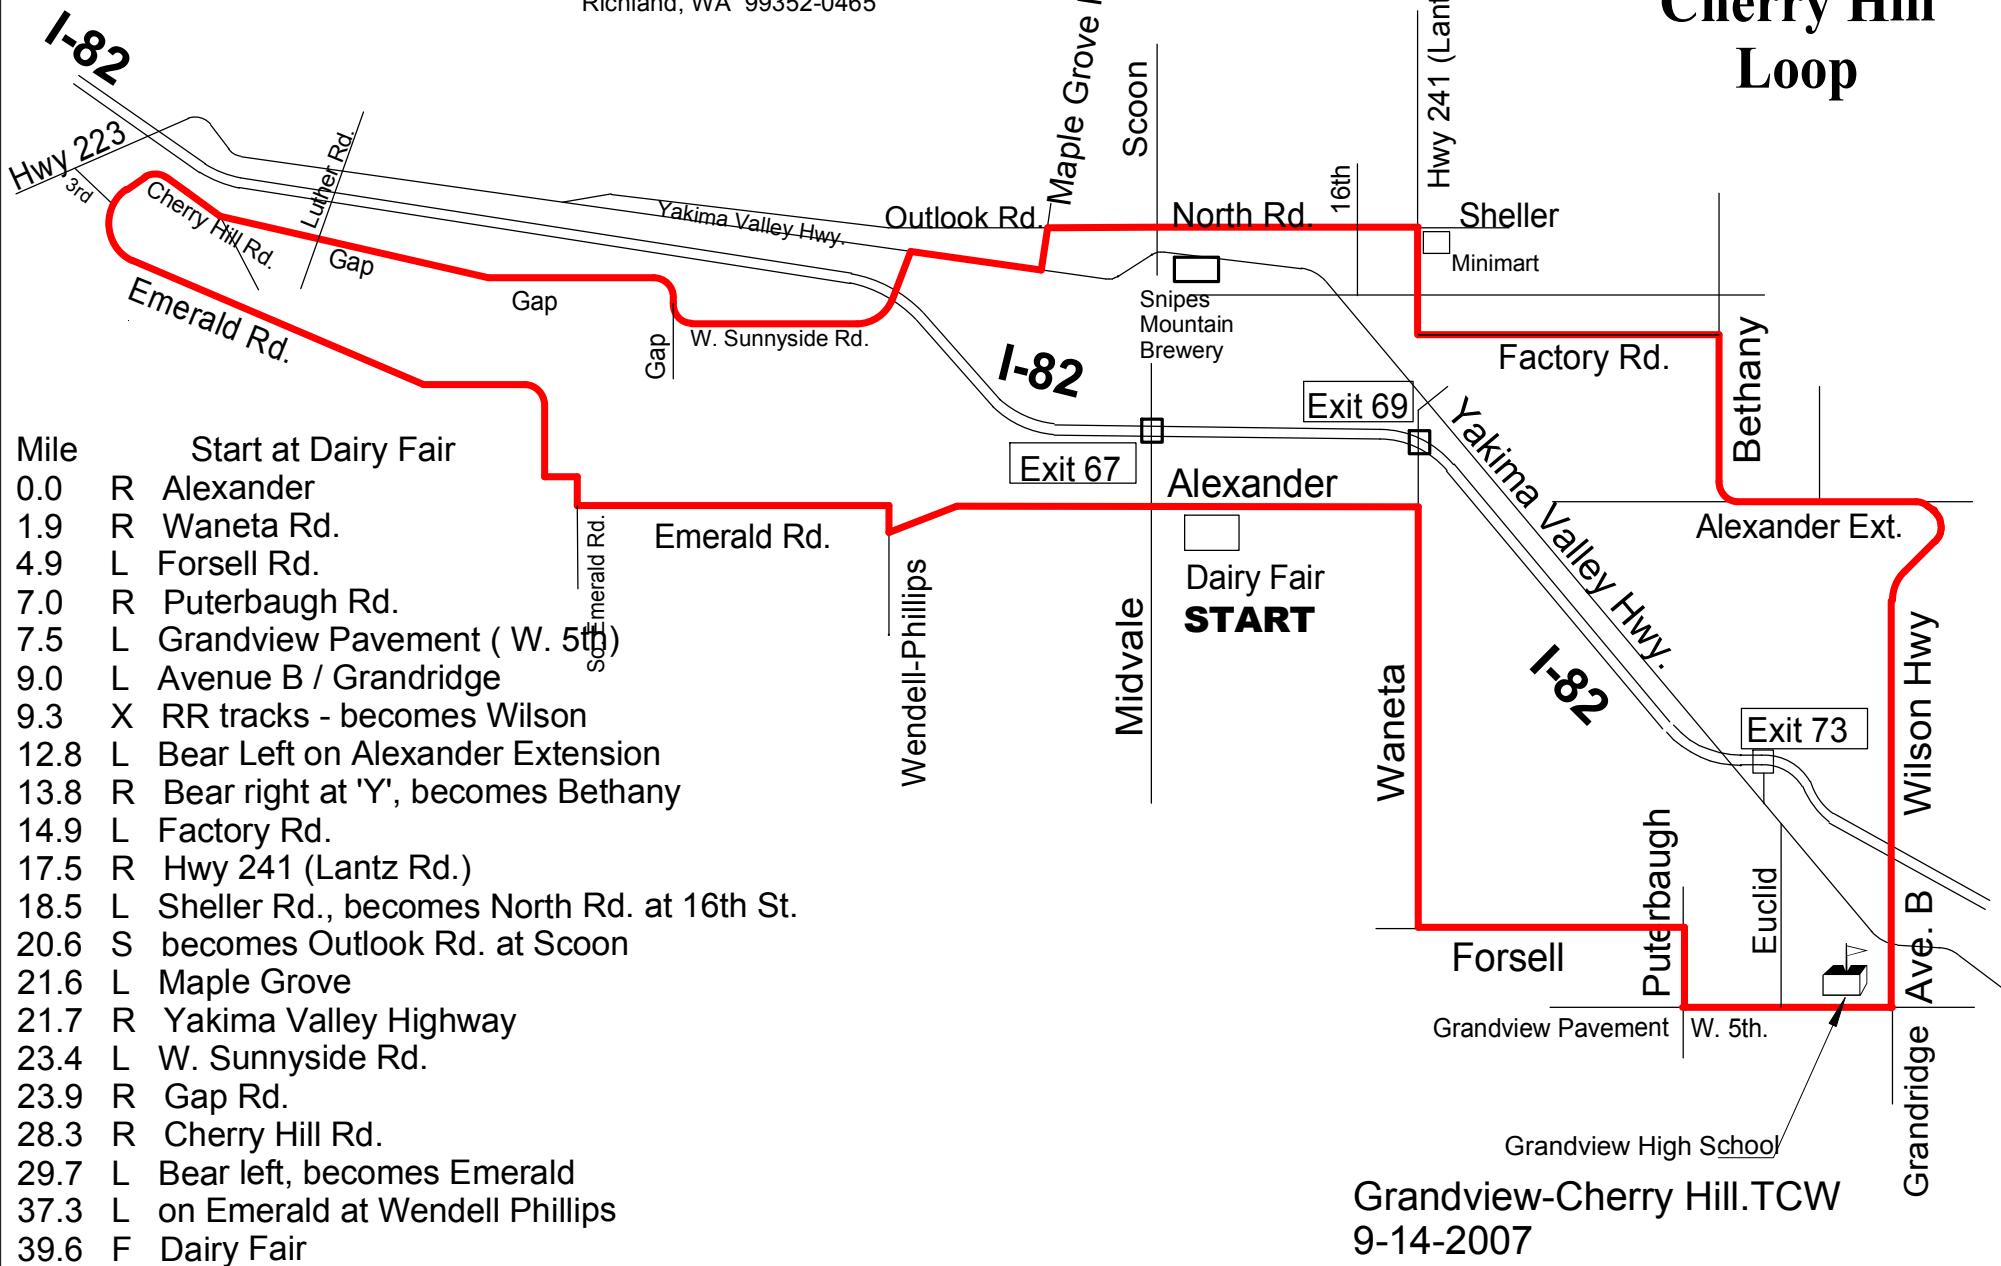 Richland, WA  99352-0465
Cherry Hill
Loop
I-82
Hwy 223
3rd
Cherry Hill Rd.
Luther Rd.
Gap
Emerald Rd.
Gap
Gap
W. Sunnyside Rd.
Yakima Valley Hwy.
Outlook Rd.
Maple Grove
Scoon
North Rd.
16th
Hwy 241 (Lant
Sheller
Minimart
Snipes
Mountain
Brewery
Factory Rd.
Bethany
I-82
Exit 69
Exit 67
Yakima Valley Hwy.
Alexander
Alexander Ext.
Emerald Rd.
So. Emerald Rd.
Wendell-Phillips
Midvale
Dairy Fair
START
Waneta
I-82
Exit 73
Wilson Hwy
Puterbaugh
Euclid
Ave. B
Forsell
Grandview Pavement
W. 5th.
Grandridge
Grandview High School
Mile Start at Dairy Fair
0.0 R Alexander
1.9 R Waneta Rd.
4.9 L Forsell Rd.
7.0 R Puterbaugh Rd.
7.5 L Grandview Pavement ( W. 5th)
9.0 L Avenue B / Grandridge
9.3 X RR tracks - becomes Wilson
12.8 L Bear Left on Alexander Extension
13.8 R Bear right at 'Y', becomes Bethany
14.9 L Factory Rd.
17.5 R Hwy 241 (Lantz Rd.)
18.5 L Sheller Rd., becomes North Rd. at 16th St.
20.6 S becomes Outlook Rd. at Scoon
21.6 L Maple Grove
21.7 R Yakima Valley Highway
23.4 L W. Sunnyside Rd.
23.9 R Gap Rd.
28.3 R Cherry Hill Rd.
29.7 L Bear left, becomes Emerald
37.3 L on Emerald at Wendell Phillips
39.6 F Dairy Fair
Grandview-Cherry Hill.TCW
9-14-2007